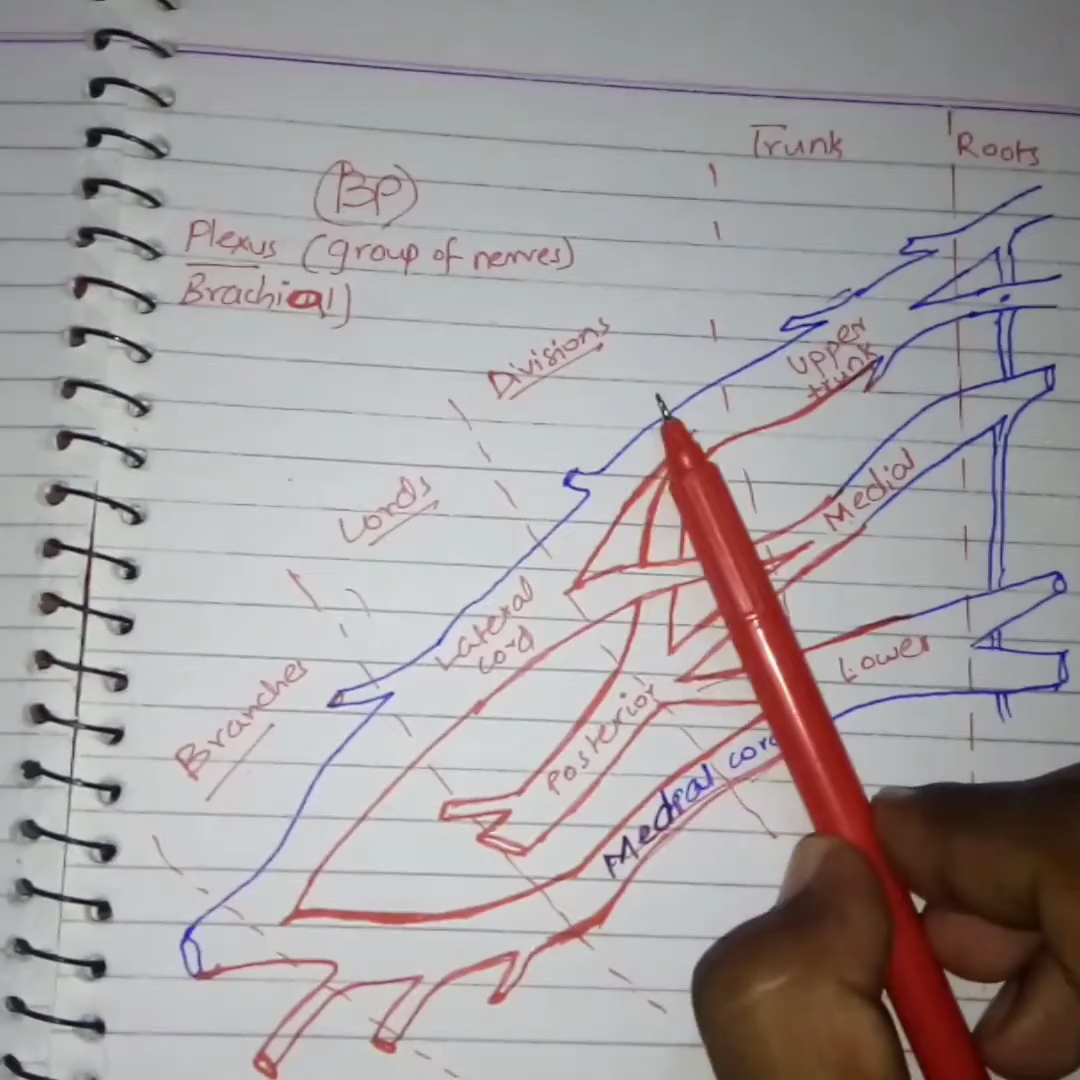 Trunk
Roots
BP
Plexus (group of nerves)
Brachial)
Divisions
Upper
trunk
Cords
Medial
Lateral
cord
Lower
Branches
Posterior
Medial cord